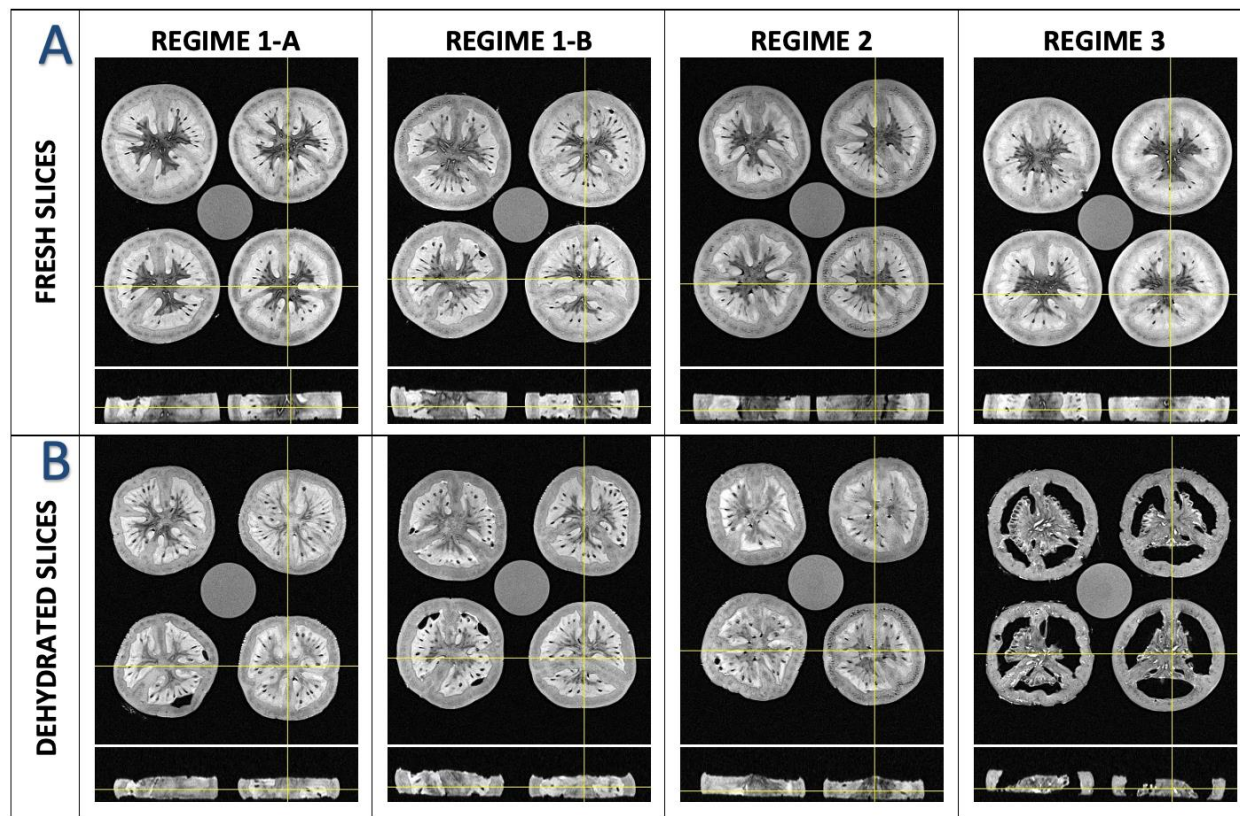 A
REGIME 1-A
REGIME 1-B
REGIME 2
REGIME 3
FRESH SLICES
B
DEHYDRATED SLICES